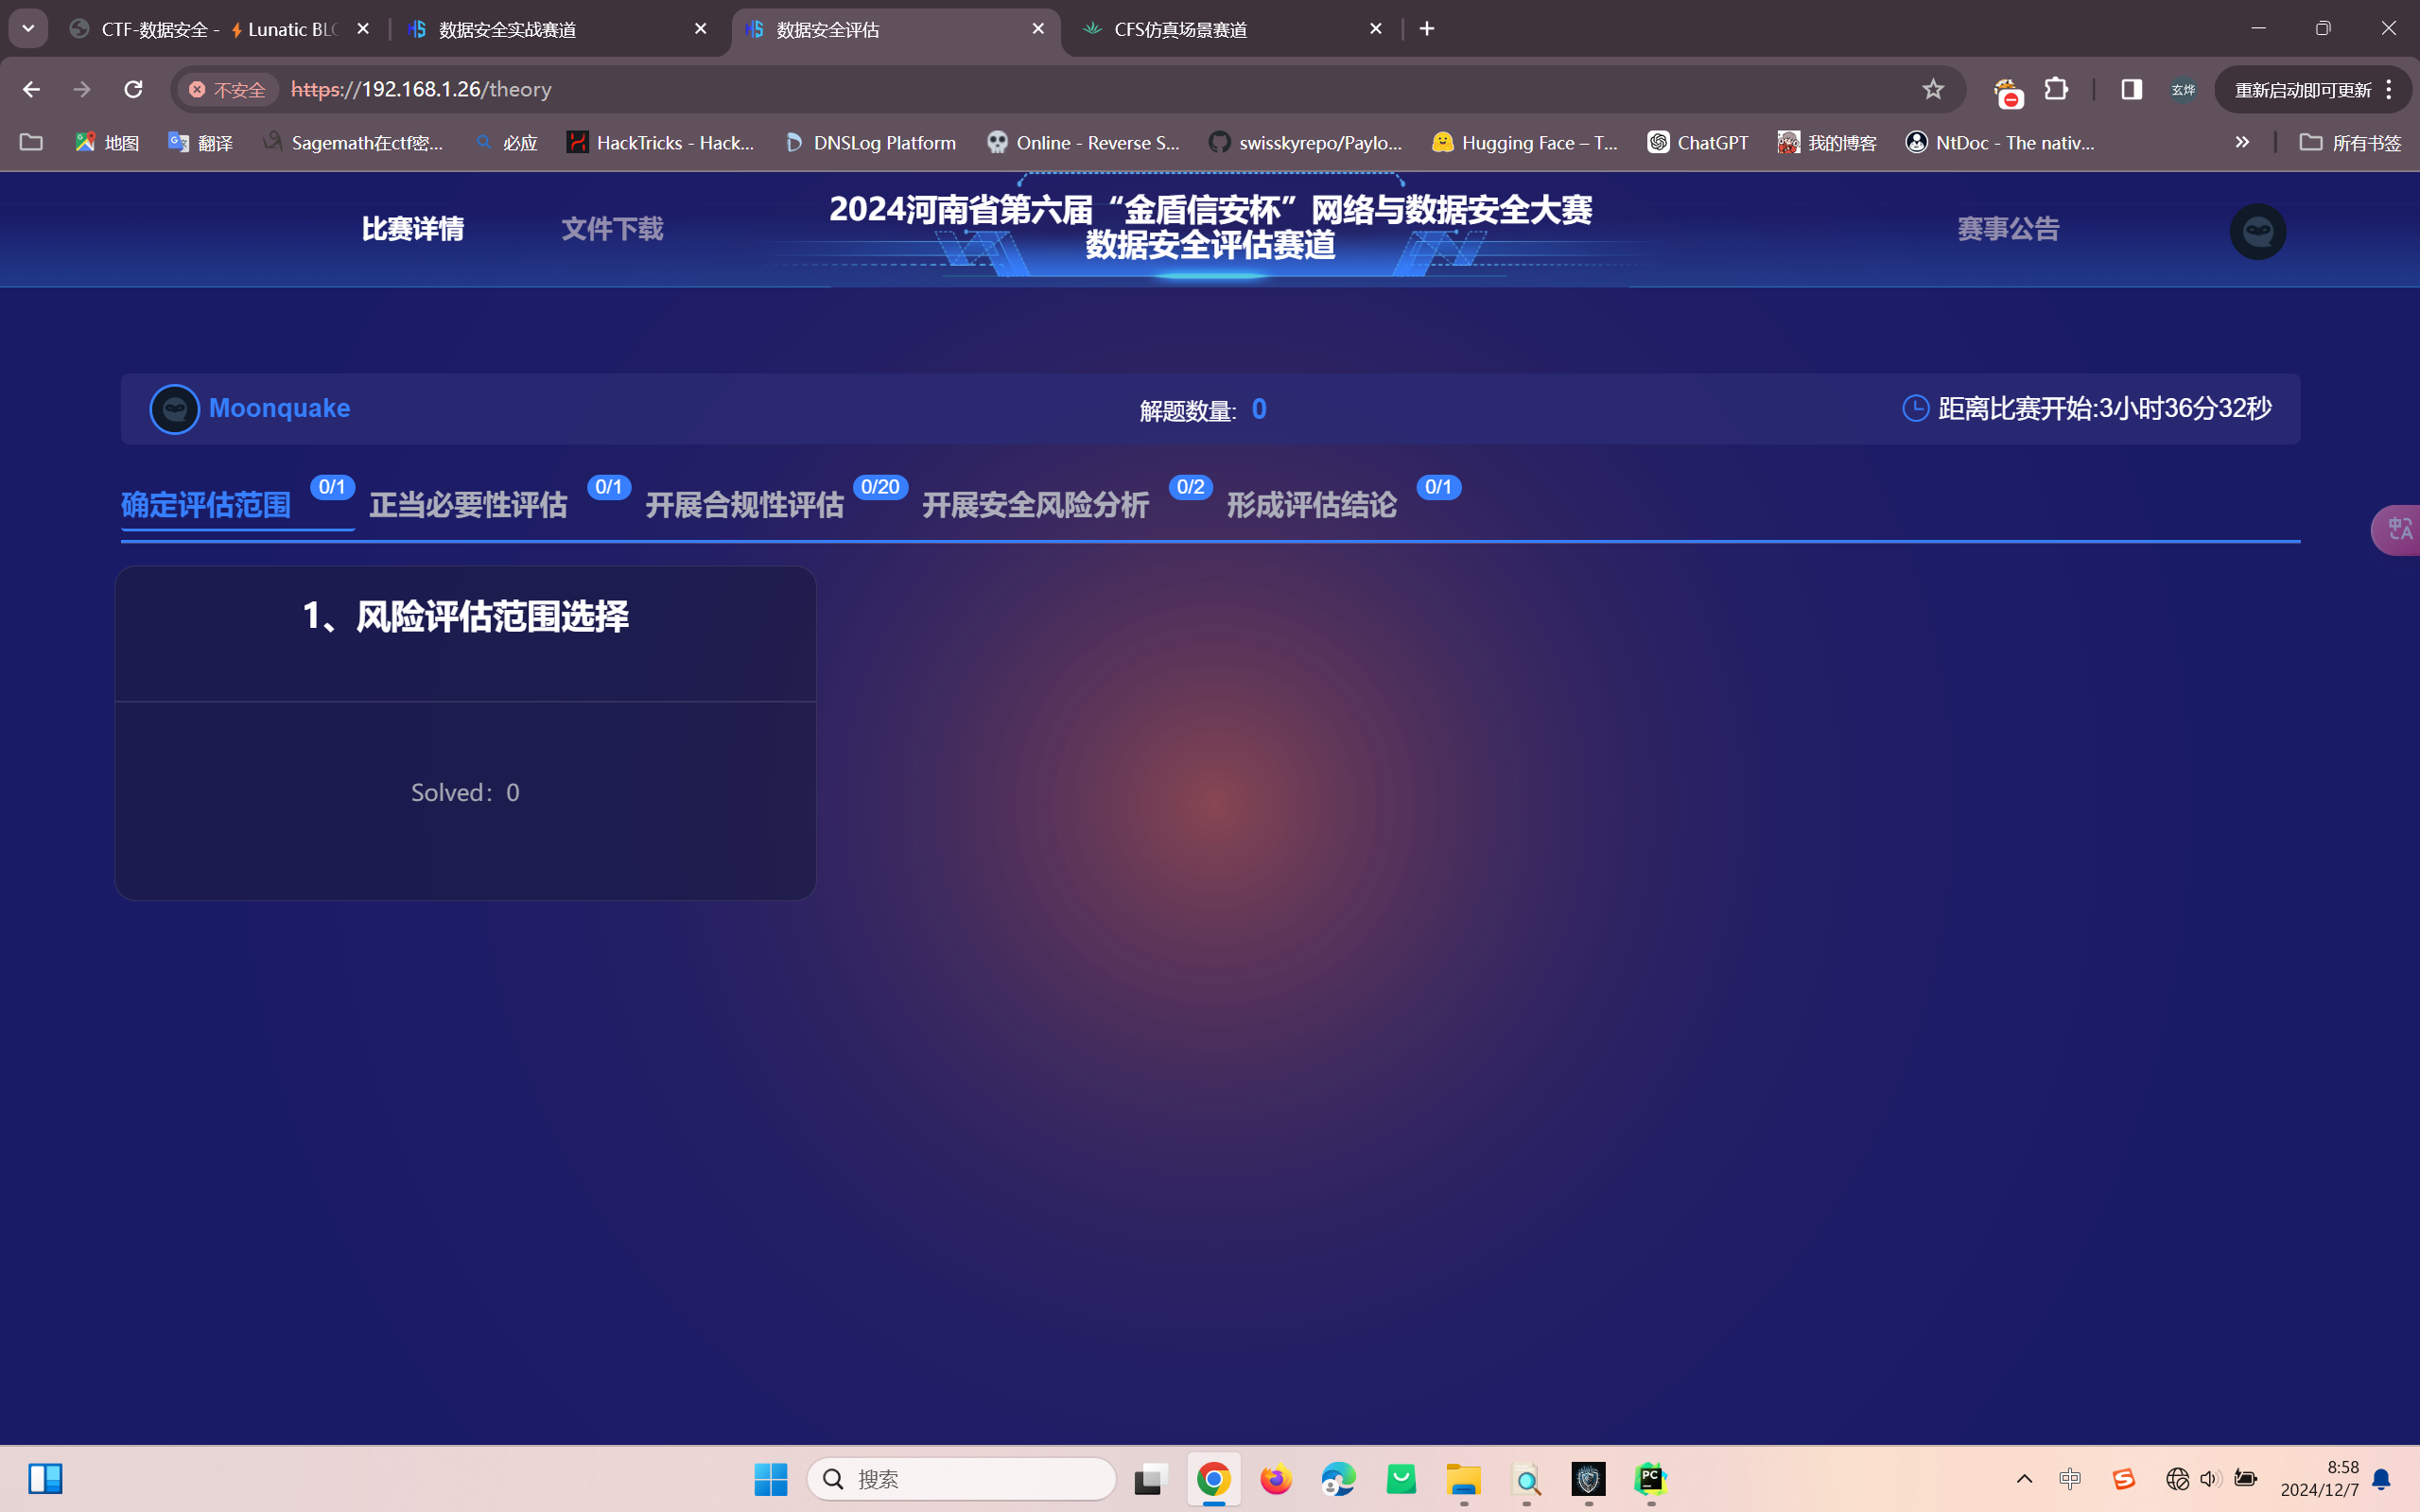 CTF-数据安全 - ⚡Lunatic BLO
数据安全实战赛道
数据安全评估
CFS仿真场景赛道
不安全
https://192.168.1.26/theory
玄烨
重新启动即可更新
地图
翻译
Sagemath在ctf密...
必应
HackTricks - Hack...
DNSLog Platform
Online - Reverse S...
swisskyrepo/Paylo...
Hugging Face – T...
ChatGPT
我的博客
NtDoc - The nativ...
所有书签
比赛详情
文件下载
2024河南省第六届“金盾信安杯”网络与数据安全大赛
数据安全评估赛道
赛事公告
Moonquake
解题数量: 0
距离比赛开始:3小时36分32秒
确定评估范围 0/1
正当必要性评估 0/1
开展合规性评估 0/20
开展安全风险分析 0/2
形成评估结论 0/1
1、风险评估范围选择
Solved：0
搜索
PC
中
8:58
2024/12/7